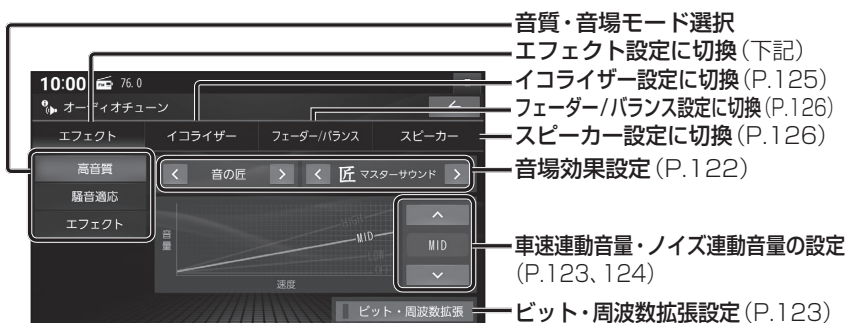 音質・音場モード選択
エフェクト設定に切換(下記)
イコライザー設定に切換(P.125)
フェーダー/バランス設定に切換(P.126)
スピーカー設定に切換(P.126)
音場効果設定(P.122)
車速連動音量・ノイズ連動音量の設定
(P.123、124)
ビット・周波数拡張設定(P.123)
10:00 FM 76.0
オーディオチューン
エフェクト イコライザー フェーダー/バランス スピーカー
高音質
騒音適応
エフェクト
< 音の匠 > < 匠 マスターサウンド >
音量
HIGH
MID
LOW
OFF
速度
MID
ビット・周波数拡張